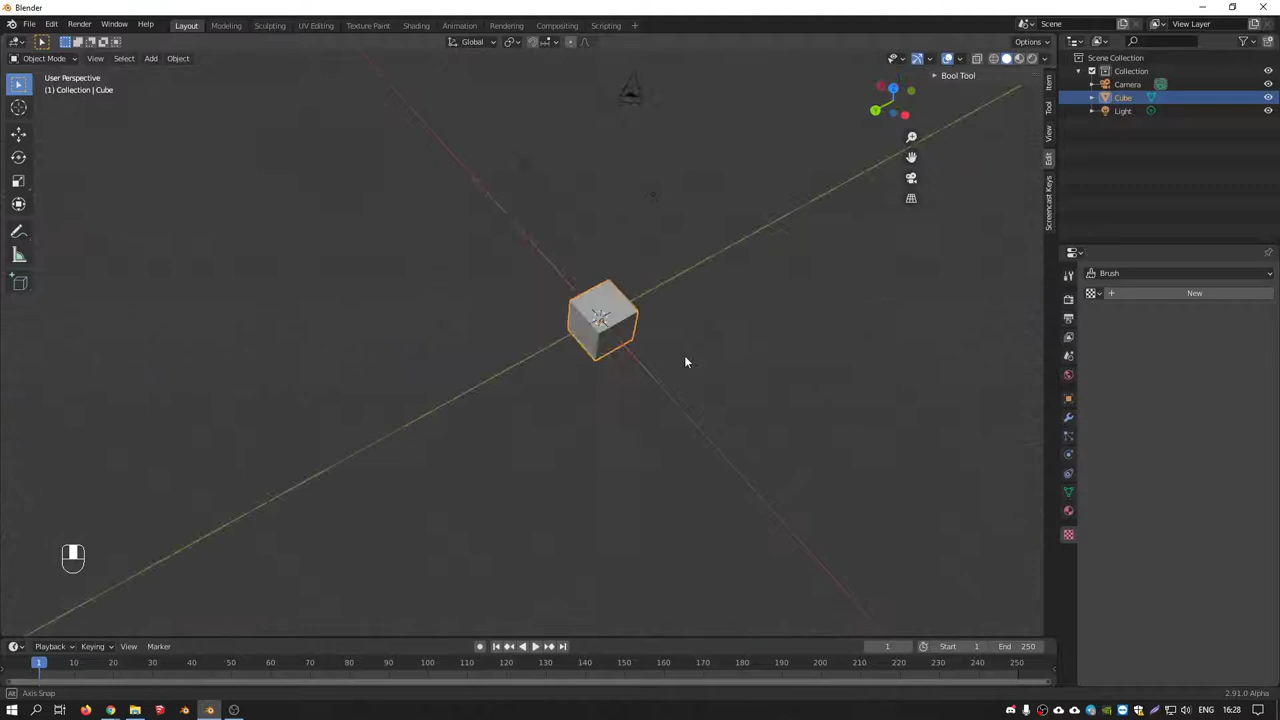 Blender
File Edit Render Window Help
Layout Modeling Sculpting UV Editing Texture Paint Shading Animation Rendering Compositing Scripting +
Scene
View Layer
Global
Options
Object Mode View Select Add Object
User Perspective
(1) Collection | Cube
Bool Tool
Item
Tool
View
Edit
Screencast Keys
Scene Collection
Collection
Camera
Cube
Light
Brush
New
Playback Keying View Marker
1 Start 1 End 250
1 10 20 30 40 50 60 70 80 90 100 110 120 130 140 150 160 170 180 190 200 210 220 230 240 250
Axis Snap
2.91.0 Alpha
ENG 16:28